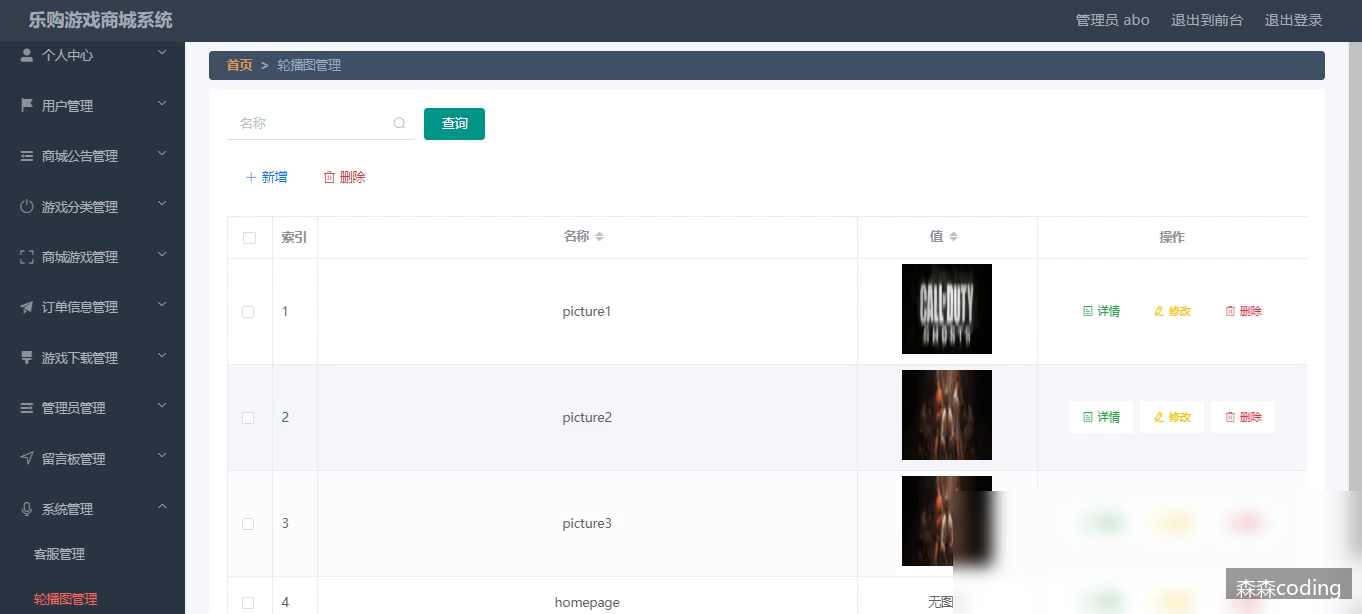 乐购游戏商城系统
管理员 abo 退出到前台 退出登录
个人中心
用户管理
商城公告管理
游戏分类管理
商城游戏管理
订单信息管理
游戏下载管理
管理员管理
留言板管理
系统管理
客服管理
轮播图管理
首页 > 轮播图管理
名称 查询
新增 删除
索引 名称 值 操作
1 picture1 CALL DUTY 详情 修改 删除
2 picture2 详情 修改 删除
3 picture3
4 homepage 无图
森森coding